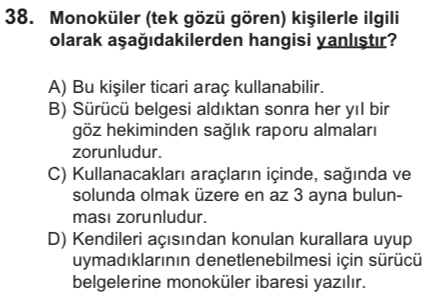 38. Monoküler (tek gözü gören) kişilerle ilgili
olarak aşağıdakilerden hangisi yanlıştır?
A) Bu kişiler ticari araç kullanabilir.
B) Sürücü belgesi aldıktan sonra her yıl bir
göz hekiminden sağlık raporu almaları
zorunludur.
C) Kullanacakları araçların içinde, sağında ve
solunda olmak üzere en az 3 ayna bulun-
ması zorunludur.
D) Kendileri açısından konulan kurallara uyup
uymadıklarının denetlenebilmesi için sürücü
belgelerine monoküler ibaresi yazılır.